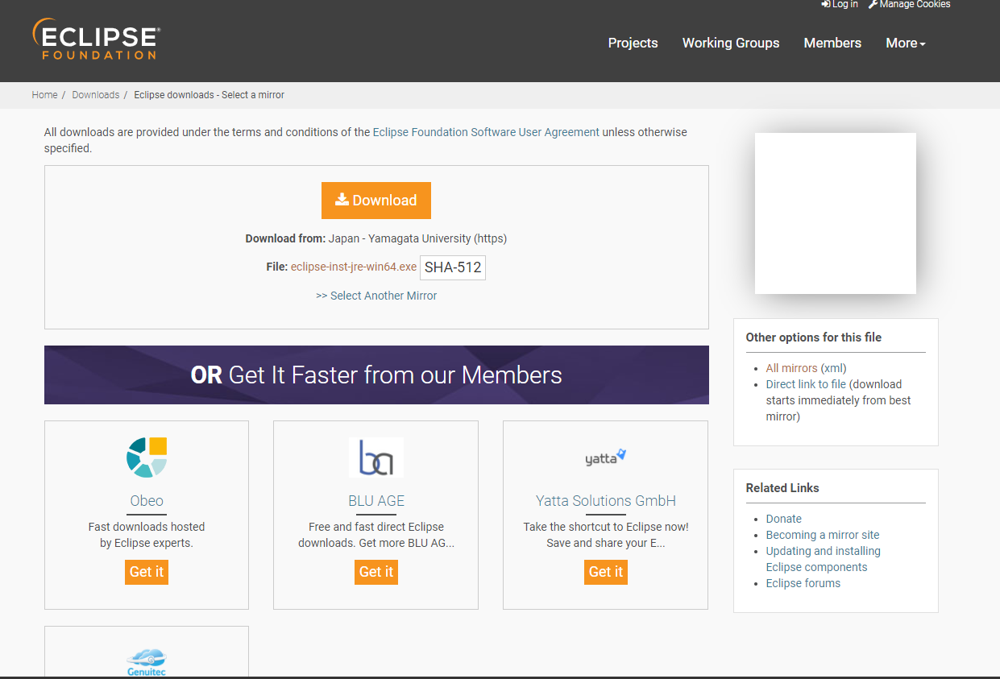 Log in Manage Cookies
ECLIPSE®
FOUNDATION
Projects Working Groups Members More
Home / Downloads / Eclipse downloads - Select a mirror
All downloads are provided under the terms and conditions of the Eclipse Foundation Software User Agreement unless otherwise
specified.
Download
Download from: Japan - Yamagata University (https)
File: eclipse-inst-jre-win64.exe SHA-512
>> Select Another Mirror
OR Get It Faster from our Members
Obeo
Fast downloads hosted
by Eclipse experts.
Get it
ba
BLU AGE
Free and fast direct Eclipse
downloads. Get more BLU AG...
Get it
yatta
Yatta Solutions GmbH
Take the shortcut to Eclipse now!
Save and share your E...
Get it
Genuitec
Other options for this file
All mirrors (xml)
Direct link to file (download
starts immediately from best
mirror)
Related Links
Donate
Becoming a mirror site
Updating and installing
Eclipse components
Eclipse forums